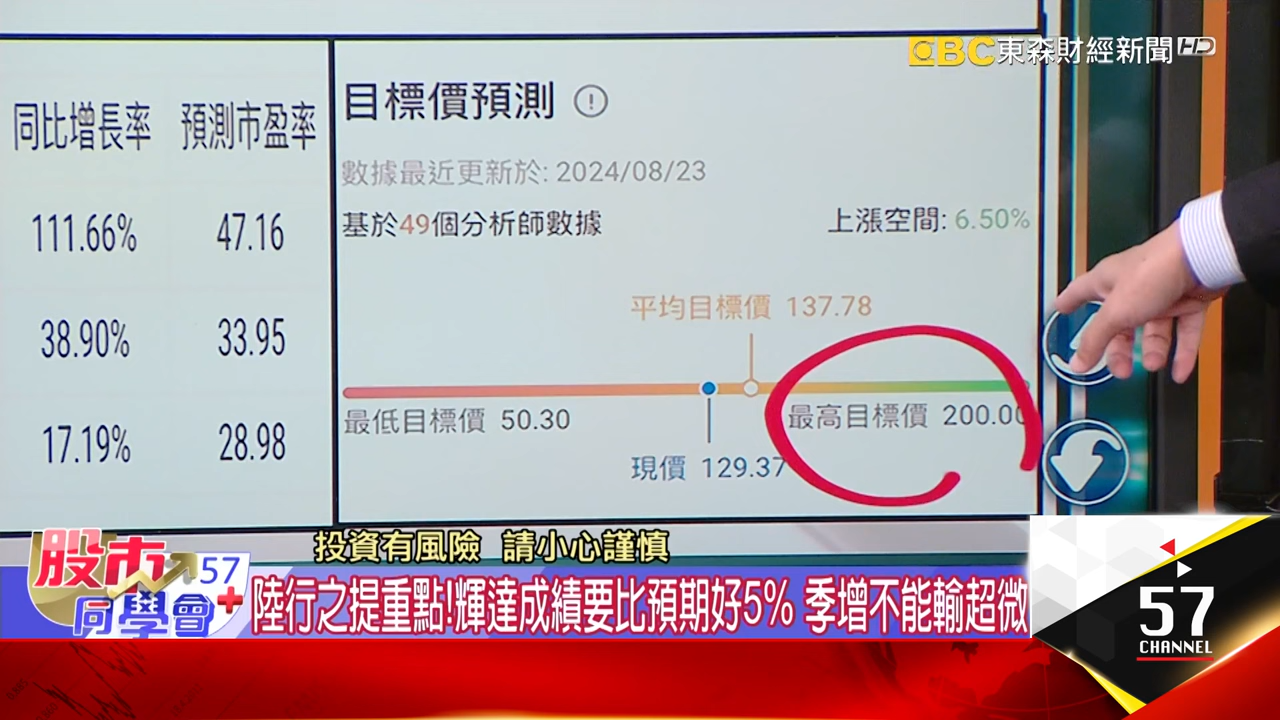 EBC東森財經新聞HD
同比增長率 預測市盈率
111.66% 47.16
38.90% 33.95
17.19% 28.98
目標價預測
數據最近更新於: 2024/08/23
基於49個分析師數據
上漲空間: 6.50%
平均目標價 137.78
最低目標價 50.30
最高目標價 200.00
現價 129.37
投資有風險 請小心謹慎
股市
同學會
57
+
陸行之提重點!輝達成績要比預期好5% 季增不能輸超微
57
CHANNEL